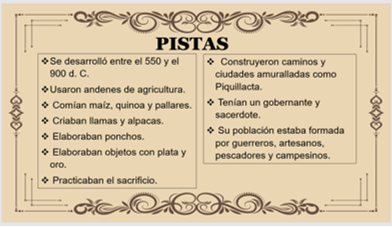 PISTAS
❖Se desarrolló entre el 550 y el
900 d. C.
❖Usaron andenes de agricultura.
❖ Comían maíz, quinoa y pallares.
❖ Criaban llamas y alpacas.
❖ Elaboraban ponchos.
❖ Elaboraban objetos con plata y
oro.
❖ Practicaban el sacrificio.
❖ Construyeron caminos y
ciudades amuralladas como
Piquillacta.
❖ Tenían un gobernante y
sacerdote.
❖ Su población estaba formada
por guerreros, artesanos,
pescadores y campesinos.